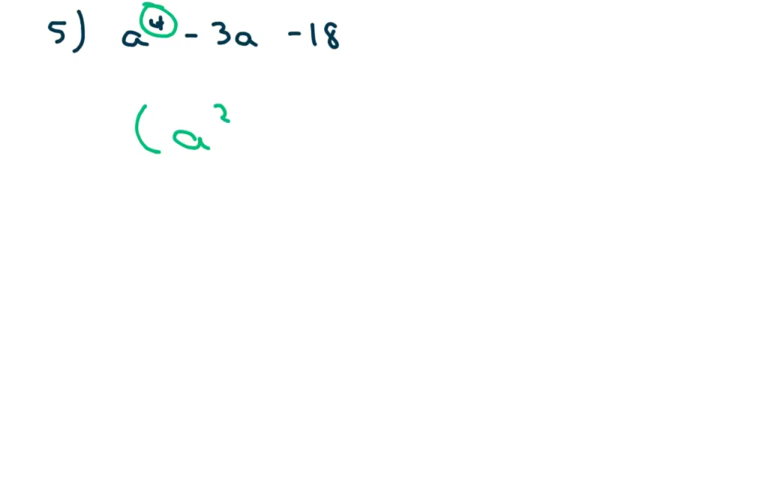 5) a⁴ - 3a - 18
( a²